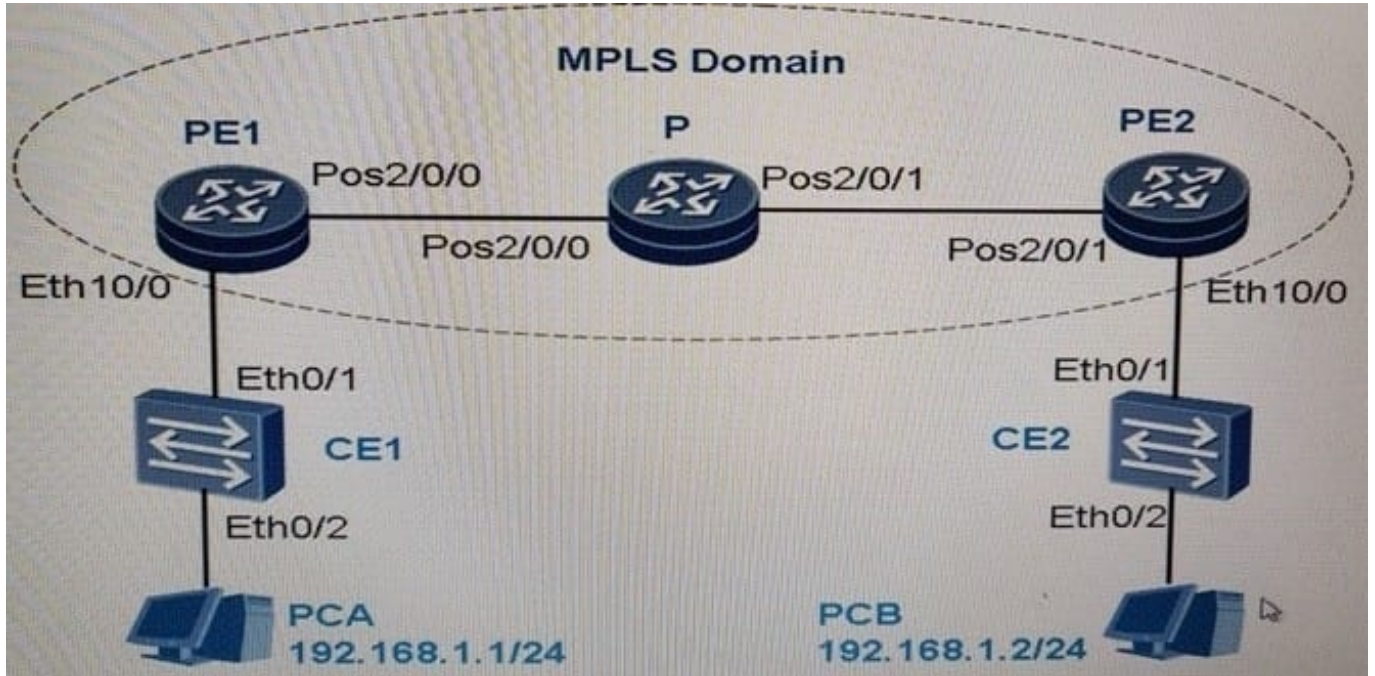 MPLS Domain
PE1
P
PE2
Pos2/0/0
Pos2/0/1
Pos2/0/0
Pos2/0/1
Eth10/0
Eth10/0
Eth0/1
Eth0/1
CE1
CE2
Eth0/2
Eth0/2
PCA
192.168.1.1/24
PCB
192.168.1.2/24